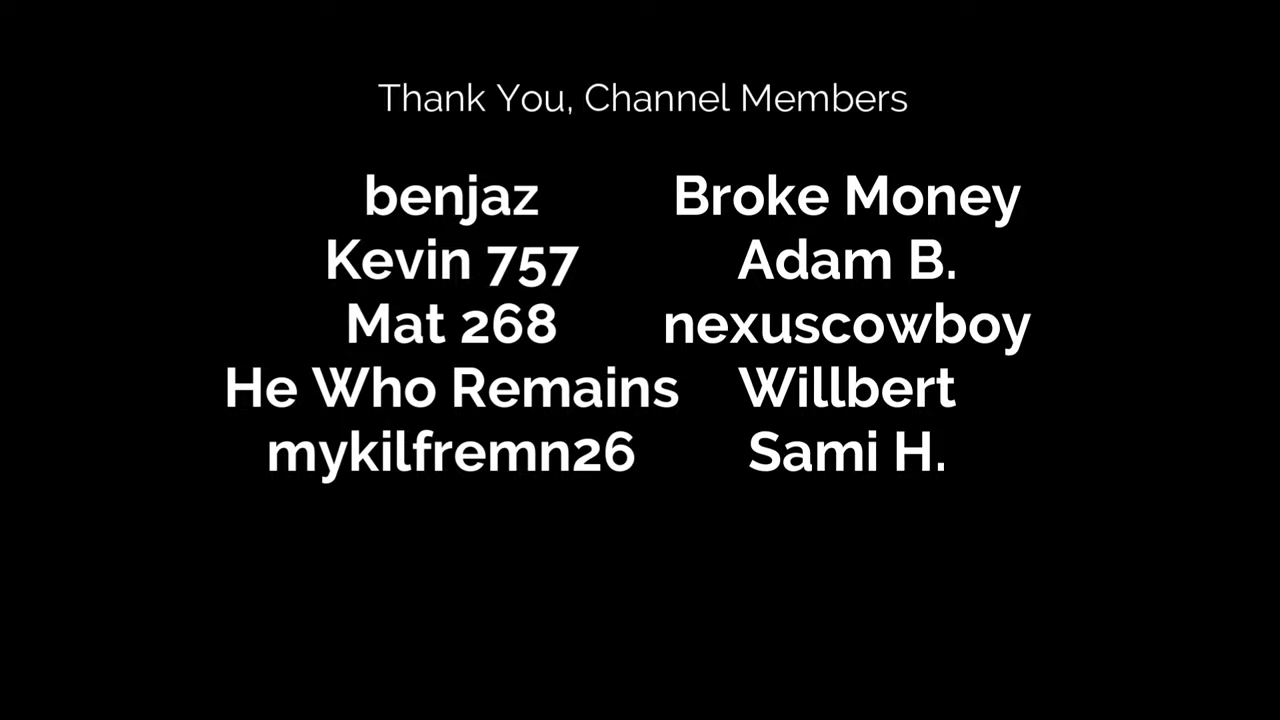 Thank You, Channel Members
benjaz
Kevin 757
Mat 268
He Who Remains
mykilfremn26
Broke Money
Adam B.
nexuscowboy
Willbert
Sami H.